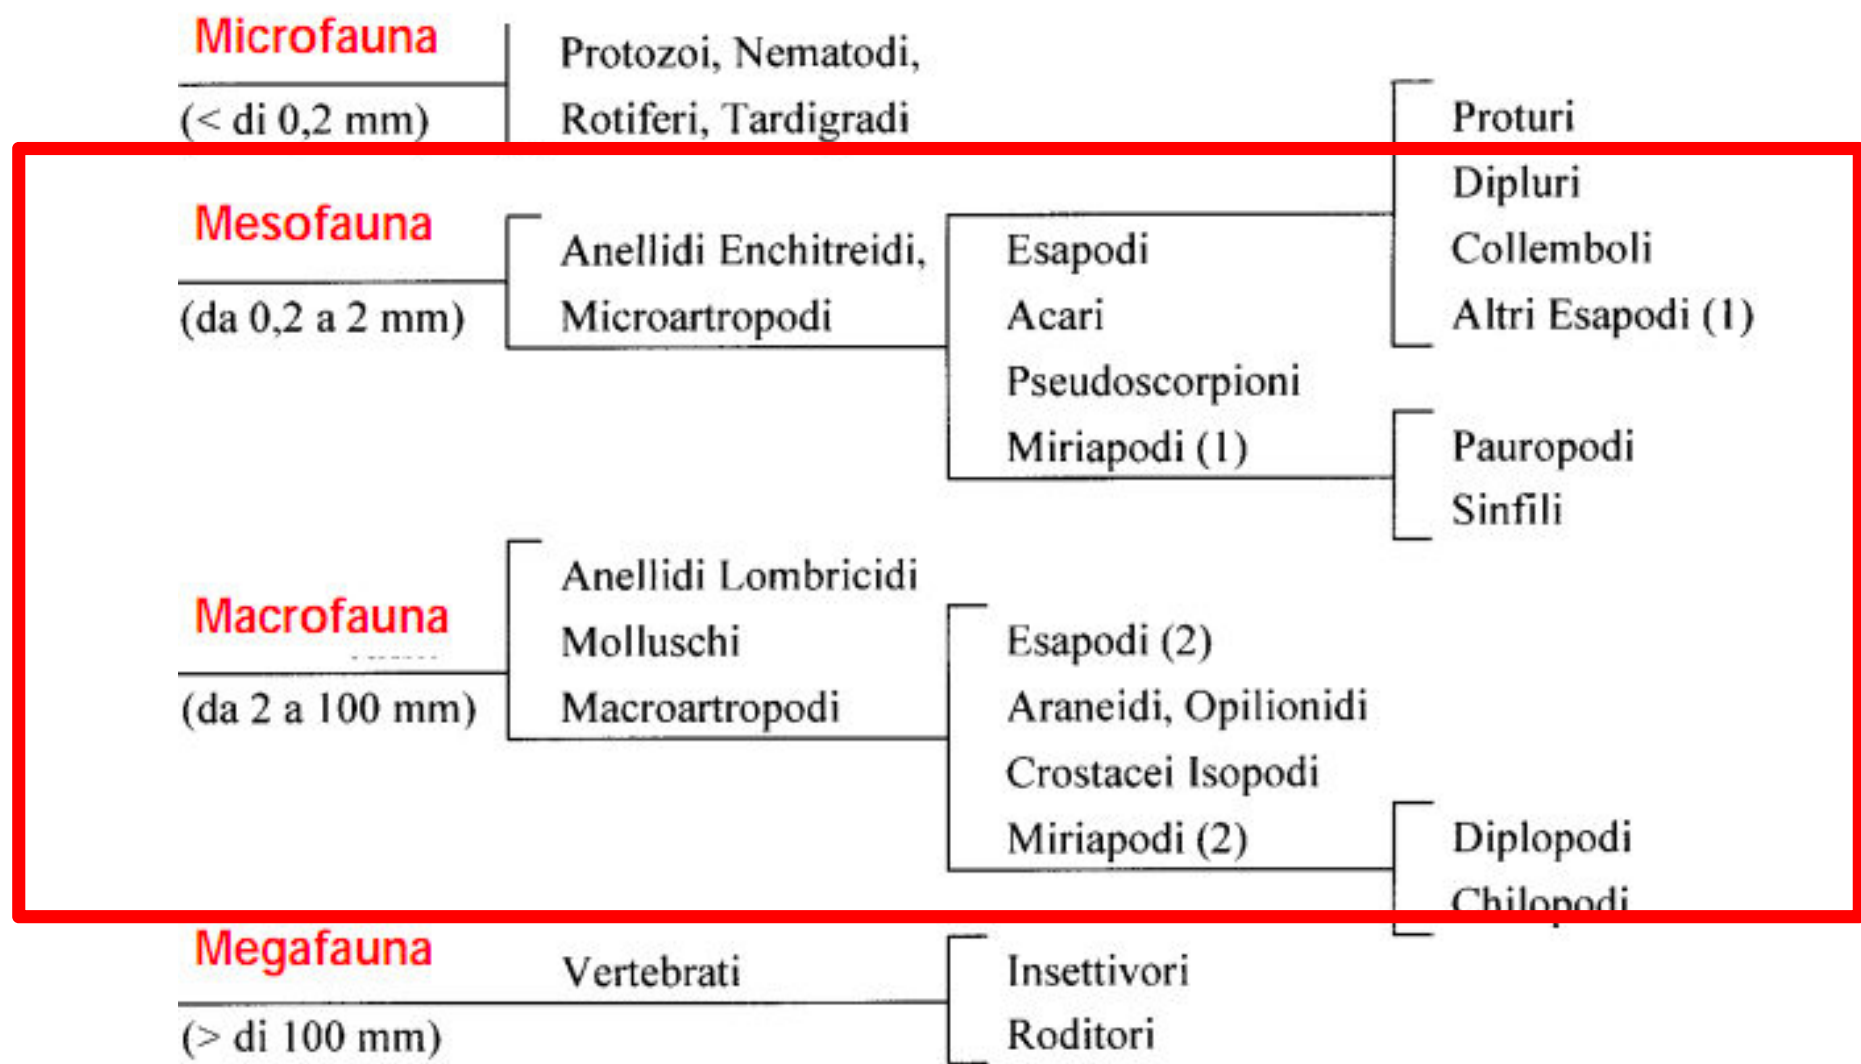 Microfauna
(< di 0,2 mm)
Protozoi, Nematodi,
Rotiferi, Tardigradi
Mesofauna
(da 0,2 a 2 mm)
Anellidi Enchitreidi,
Microartropodi
Esapodi
Acari
Pseudoscorpioni
Miriapodi (1)
Proturi
Dipluri
Collemboli
Altri Esapodi (1)
Pauropodi
Sinfili
Macrofauna
(da 2 a 100 mm)
Anellidi Lombricidi
Molluschi
Macroartropodi
Esapodi (2)
Araneidi, Opilionidi
Crostacei Isopodi
Miriapodi (2)
Diplopodi
Chilopodi
Megafauna
(> di 100 mm)
Vertebrati
Insettivori
Roditori